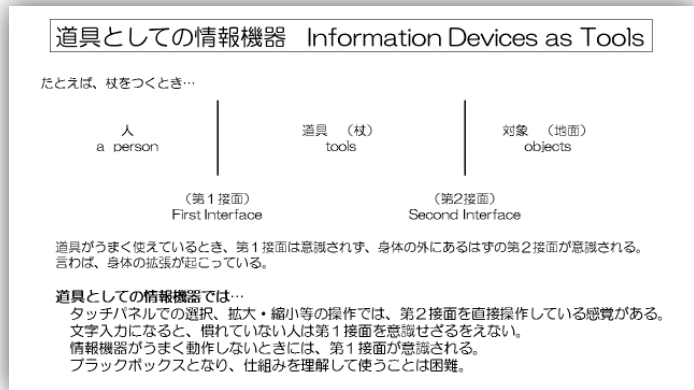 道具としての情報機器 Information Devices as Tools
たとえば、杖をつくとき…
人 道具 （杖） 対象 （地面）
a person tools objects
（第１接面） （第2接面）
First Interface Second Interface
道具がうまく使えているとき、第１接面は意識されず、身体の外にあるはずの第２接面が意識される。
言わば、身体の拡張が起こっている。
道具としての情報機器では…
タッチパネルでの選択、拡大・縮小等の操作では、第２接面を直接操作している感覚がある。
文字入力になると、慣れていない人は第１接面を意識せざるをえない。
情報機器がうまく動作しないときには、第１接面が意識される。
ブラックボックスとなり、仕組みを理解して使うことは困難。